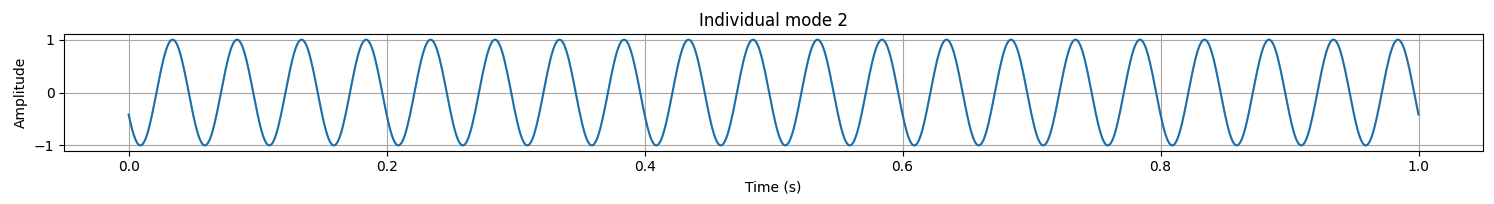 Individual mode 2
Amplitude
1
0
−1
0.0 0.2 0.4 0.6 0.8 1.0
Time (s)